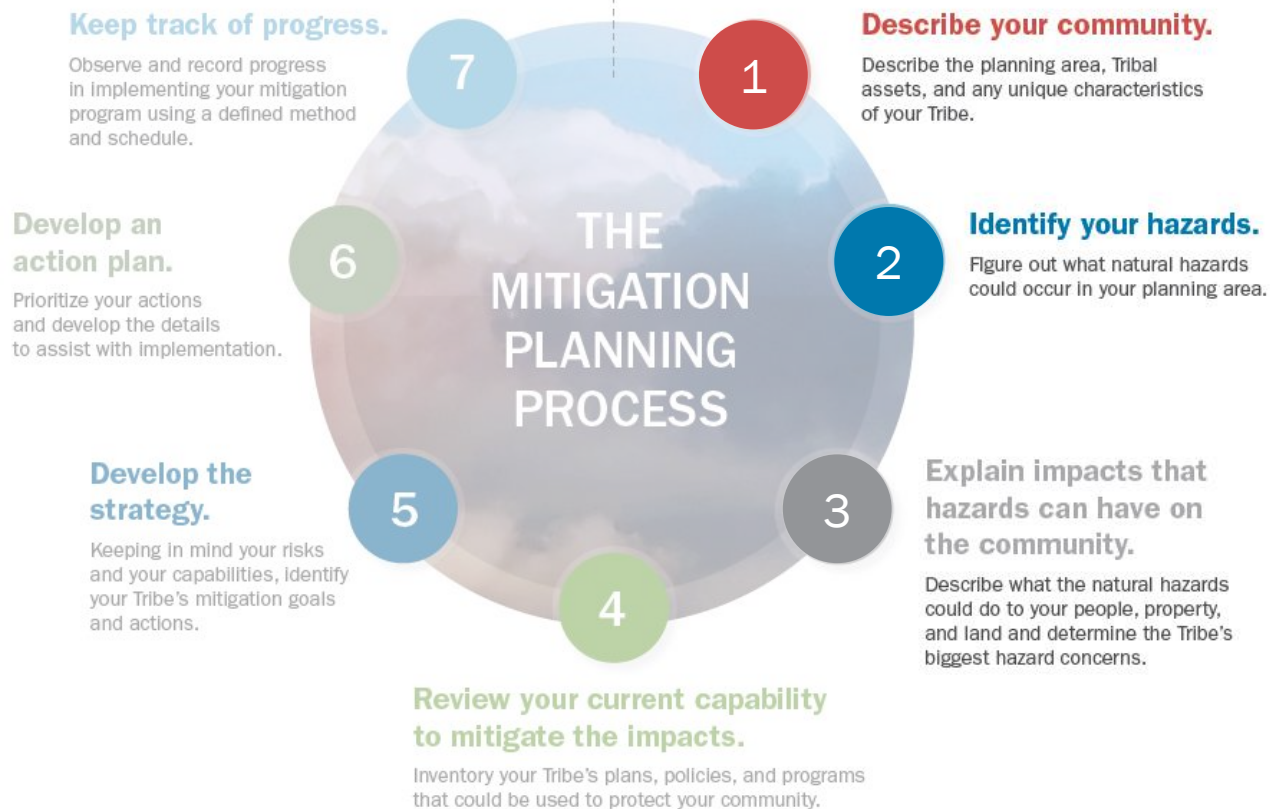 THE
MITIGATION
PLANNING
PROCESS
1
Describe your community.
Describe the planning area, Tribal
assets, and any unique characteristics
of your Tribe.
2
Identify your hazards.
Figure out what natural hazards
could occur in your planning area.
3
Explain impacts that
hazards can have on
the community.
Describe what the natural hazards
could do to your people, property,
and land and determine the Tribe's
biggest hazard concerns.
4
Review your current capability
to mitigate the impacts.
Inventory your Tribe's plans, policies, and programs
that could be used to protect your community.
5
Develop the
strategy.
Keeping in mind your risks
and your capabilities, identify
your Tribe's mitigation goals
and actions.
6
Develop an
action plan.
Prioritize your actions
and develop the details
to assist with implementation.
7
Keep track of progress.
Observe and record progress
in implementing your mitigation
program using a defined method
and schedule.